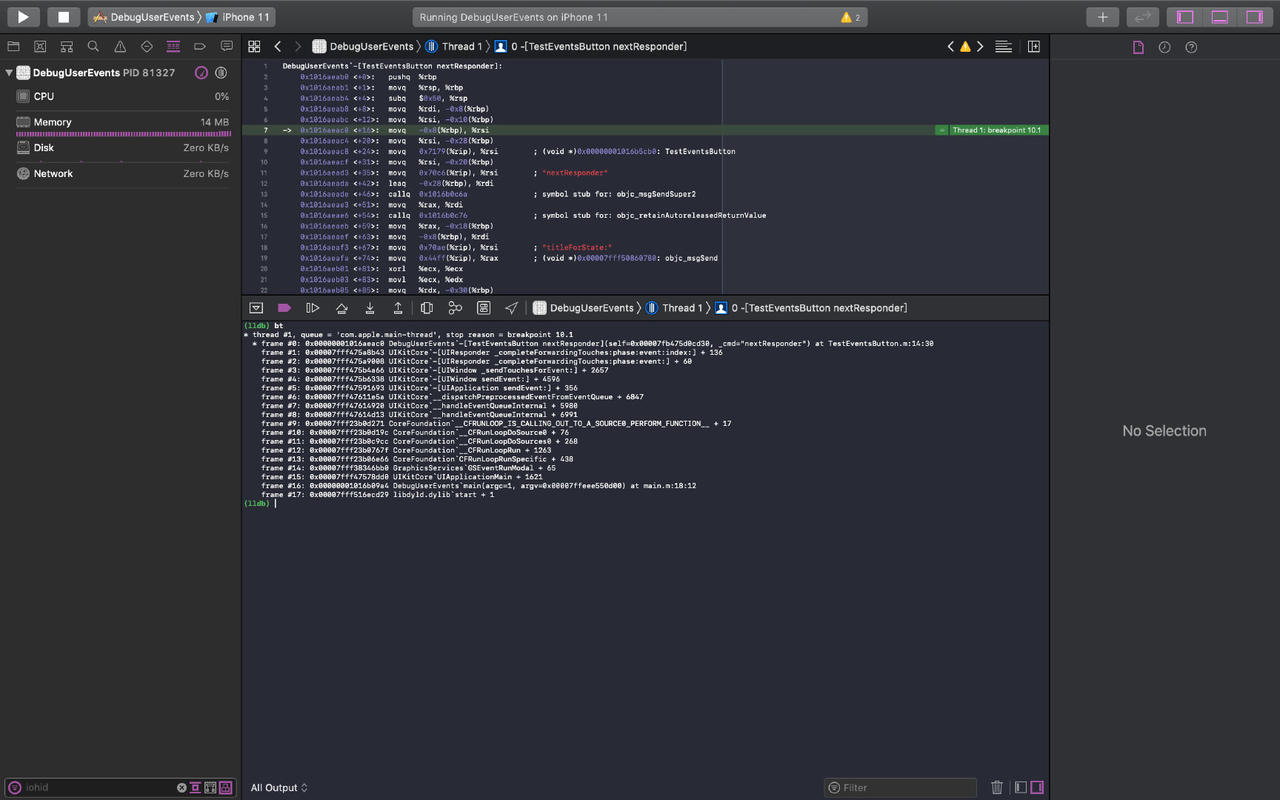 DebugUserEvents
iPhone 11
Running DebugUserEvents on iPhone 11
2
DebugUserEvents PID 81327
CPU
0%
Memory
14 MB
Disk
Zero KB/s
Network
Zero KB/s
iohid
DebugUserEvents
Thread 1
0 -[TestEventsButton nextResponder]
1 DebugUserEvents`-[TestEventsButton nextResponder]:
2 0x1016aeab0 <+0>: pushq %rbp
3 0x1016aeab1 <+1>: movq %rsp, %rbp
4 0x1016aeab4 <+4>: subq $0x50, %rsp
5 0x1016aeab8 <+8>: movq %rdi, -0x8(%rbp)
6 0x1016aeabc <+12>: movq %rsi, -0x10(%rbp)
7 -> 0x1016aeac0 <+16>: movq -0x8(%rbp), %rsi
= Thread 1: breakpoint 10.1
8 0x1016aeac4 <+20>: movq %rsi, -0x28(%rbp)
9 0x1016aeac8 <+24>: movq 0x7179(%rip), %rsi ; (void *)0x00000001016b5cb0: TestEventsButton
10 0x1016aeacf <+31>: movq %rsi, -0x20(%rbp)
11 0x1016aead3 <+35>: movq 0x70c6(%rip), %rsi ; "nextResponder"
12 0x1016aeada <+42>: leaq -0x28(%rbp), %rdi
13 0x1016aeade <+46>: callq 0x1016b0c6a ; symbol stub for: objc_msgSendSuper2
14 0x1016aeae3 <+51>: movq %rax, %rdi
15 0x1016aeae6 <+54>: callq 0x1016b0c76 ; symbol stub for: objc_retainAutoreleasedReturnValue
16 0x1016aeaeb <+59>: movq %rax, -0x18(%rbp)
17 0x1016aeaef <+63>: movq -0x8(%rbp), %rdi
18 0x1016aeaf3 <+67>: movq 0x70ae(%rip), %rsi ; "titleForState:"
19 0x1016aeafa <+74>: movq 0x44ff(%rip), %rax ; (void *)0x00007fff50860780: objc_msgSend
20 0x1016aeb01 <+81>: xorl %ecx, %ecx
21 0x1016aeb03 <+83>: movl %ecx, %edx
22 0x1016aeb05 <+85>: movq %rdx, -0x30(%rbp)
DebugUserEvents
Thread 1
0 -[TestEventsButton nextResponder]
(lldb) bt
* thread #1, queue = 'com.apple.main-thread', stop reason = breakpoint 10.1
* frame #0: 0x00000001016aeac0 DebugUserEvents`-[TestEventsButton nextResponder](self=0x00007fb475d0cd30, _cmd="nextResponder") at TestEventsButton.m:14:30
frame #1: 0x00007fff475a8b43 UIKitCore`-[UIResponder _completeForwardingTouches:phase:event:index:] + 136
frame #2: 0x00007fff475a9008 UIKitCore`-[UIResponder _completeForwardingTouches:phase:event:] + 60
frame #3: 0x00007fff475b4a66 UIKitCore`-[UIWindow _sendTouchesForEvent:] + 2657
frame #4: 0x00007fff475b6338 UIKitCore`-[UIWindow sendEvent:] + 4596
frame #5: 0x00007fff47591693 UIKitCore`-[UIApplication sendEvent:] + 356
frame #6: 0x00007fff47611e5a UIKitCore`__dispatchPreprocessedEventFromEventQueue + 6847
frame #7: 0x00007fff47614920 UIKitCore`__handleEventQueueInternal + 5980
frame #8: 0x00007fff47614d13 UIKitCore`__handleEventQueueInternal + 6991
frame #9: 0x00007fff23b0d271 CoreFoundation`__CFRUNLOOP_IS_CALLING_OUT_TO_A_SOURCE0_PERFORM_FUNCTION__ + 17
frame #10: 0x00007fff23b0d19c CoreFoundation`__CFRunLoopDoSource0 + 76
frame #11: 0x00007fff23b0c9cc CoreFoundation`__CFRunLoopDoSources0 + 268
frame #12: 0x00007fff23b0767f CoreFoundation`__CFRunLoopRun + 1263
frame #13: 0x00007fff23b06e66 CoreFoundation`CFRunLoopRunSpecific + 438
frame #14: 0x00007fff38346bb0 GraphicsServices`GSEventRunModal + 65
frame #15: 0x00007fff47578dd0 UIKitCore`UIApplicationMain + 1621
frame #16: 0x00000001016b09a4 DebugUserEvents`main(argc=1, argv=0x00007ffeee550d00) at main.m:18:12
frame #17: 0x00007fff516ecd29 libdyld.dylib`start + 1
(lldb)
All Output
Filter
No Selection